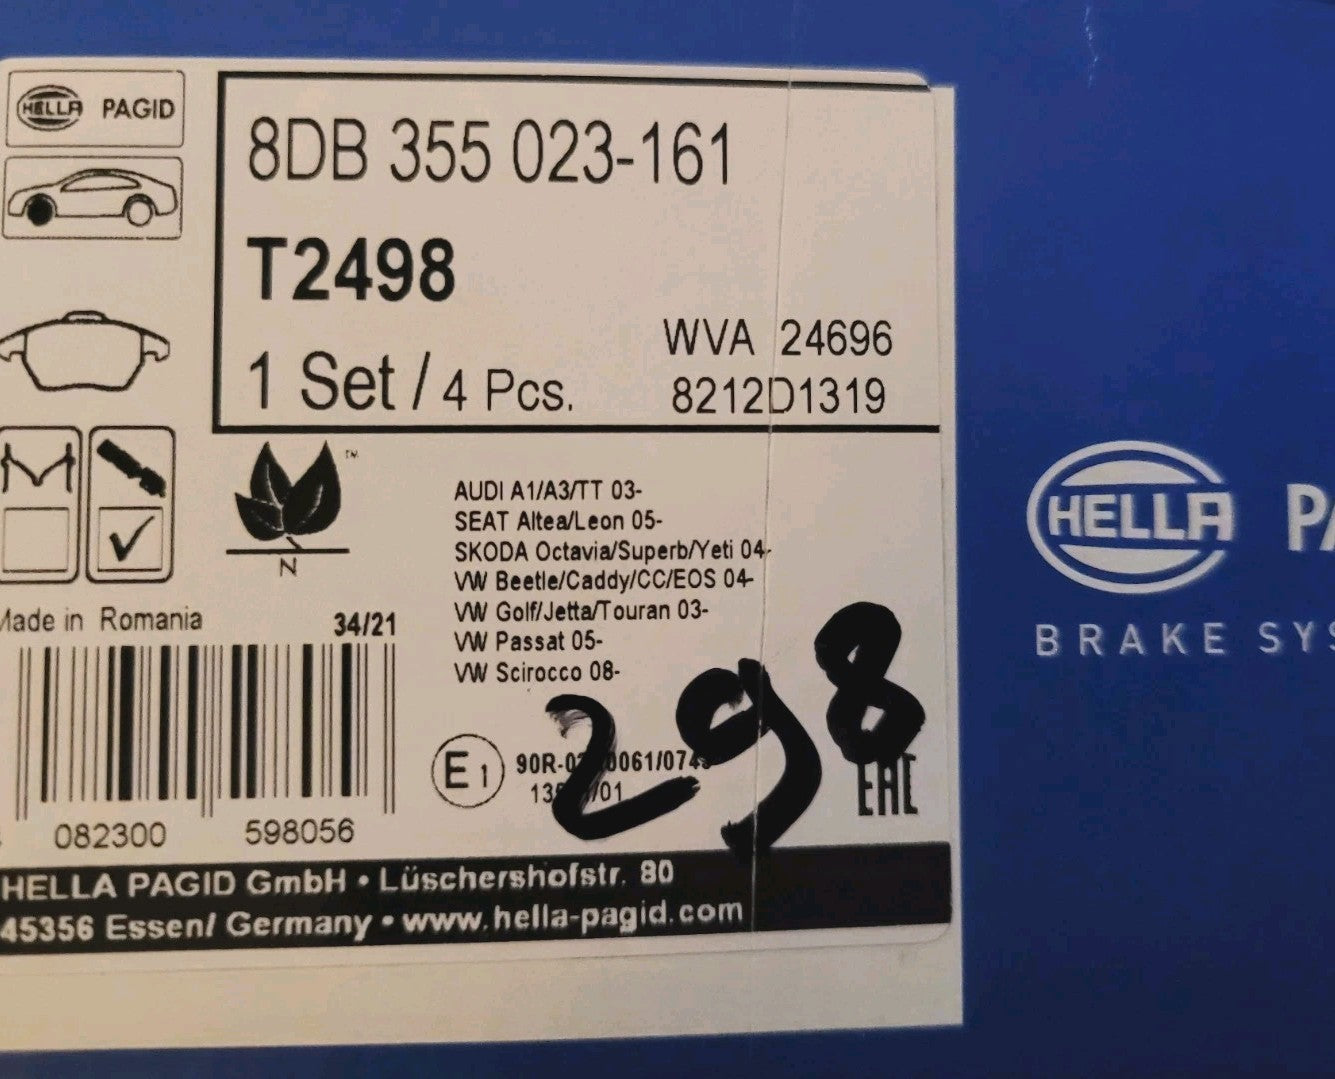 HELLA PAGID
8DB 355 023-161
T2498
WVA 24696
1 Set / 4 Pcs.
8212D1319
TM
N
AUDI A1/A3/TT 03-
SEAT Altea/Leon 05-
SKODA Octavia/Superb/Yeti 04-
VW Beetle/Caddy/CC/EOS 04-
VW Golf/Jetta/Touran 03-
VW Passat 05-
VW Scirocco 08-
Made in Romania
34/21
082300 598056
E1
298
EAC
HELLA PAGID GmbH • Lüschershofstr. 80
45356 Essen/ Germany • www.hella-pagid.com
HELLA
BRAKE